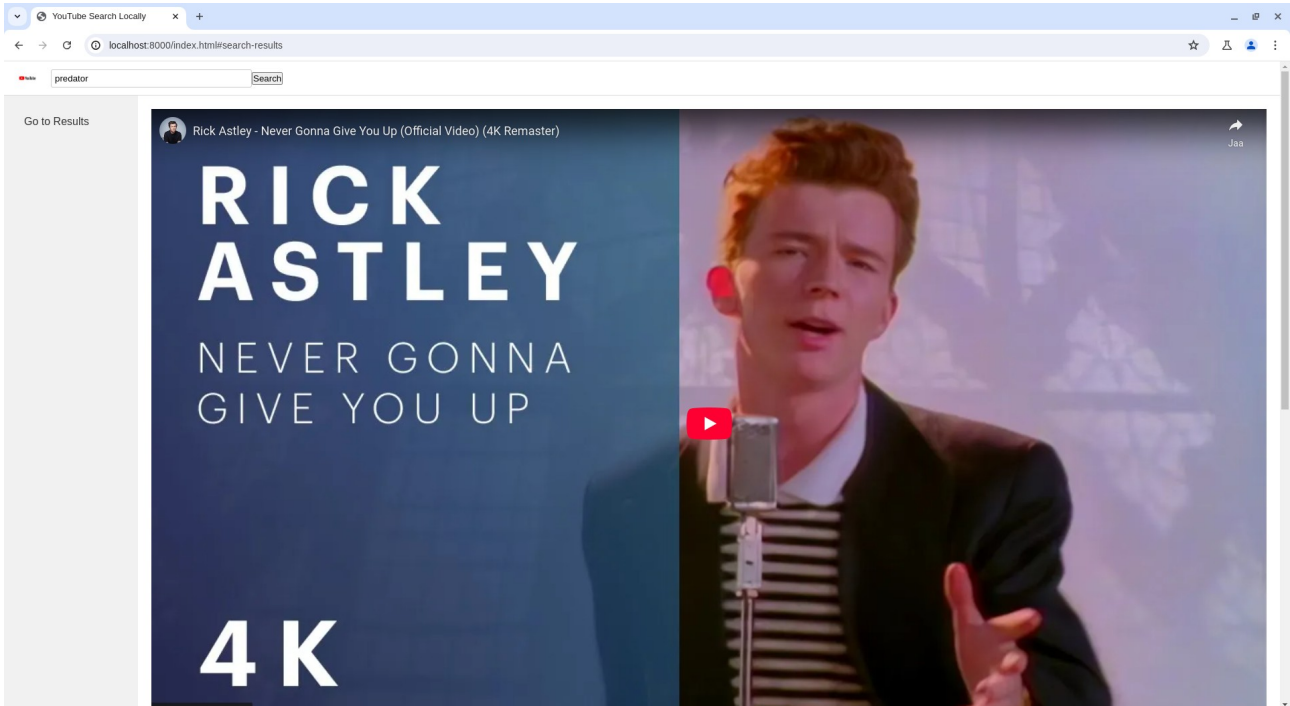 YouTube Search Locally
localhost:8000/index.html#search-results
predator
Search
Go to Results
Rick Astley - Never Gonna Give You Up (Official Video) (4K Remaster)
Jaa
RICK
ASTLEY
NEVER GONNA
GIVE YOU UP
4K